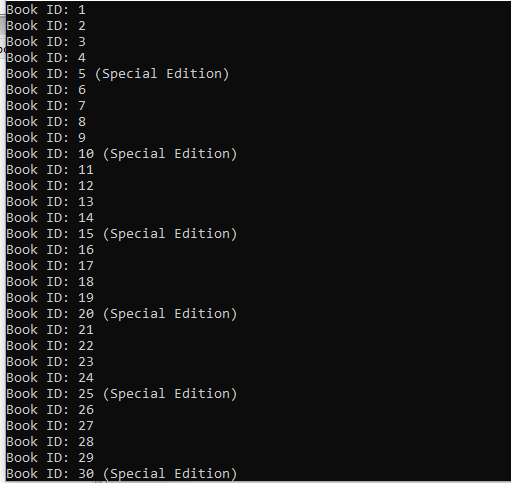 Book ID: 1
Book ID: 2
Book ID: 3
Book ID: 4
Book ID: 5 (Special Edition)
Book ID: 6
Book ID: 7
Book ID: 8
Book ID: 9
Book ID: 10 (Special Edition)
Book ID: 11
Book ID: 12
Book ID: 13
Book ID: 14
Book ID: 15 (Special Edition)
Book ID: 16
Book ID: 17
Book ID: 18
Book ID: 19
Book ID: 20 (Special Edition)
Book ID: 21
Book ID: 22
Book ID: 23
Book ID: 24
Book ID: 25 (Special Edition)
Book ID: 26
Book ID: 27
Book ID: 28
Book ID: 29
Book ID: 30 (Special Edition)